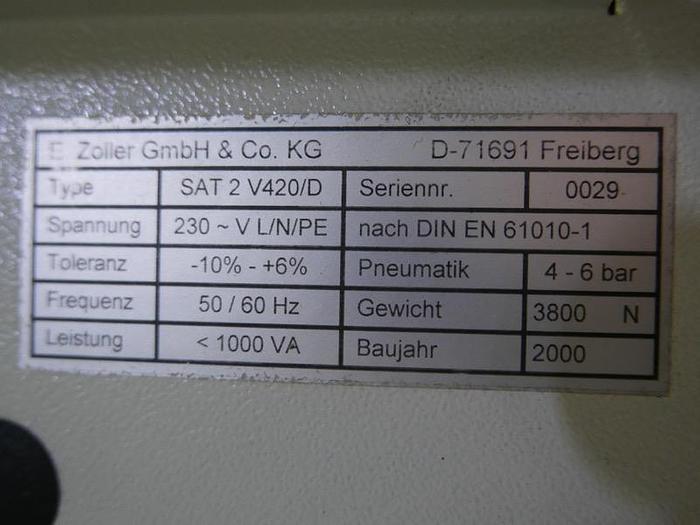 E. Zoller GmbH & Co. KG D-71691 Freiberg
Type SAT 2 V420/D Seriennr. 0029
Spannung 230 ~ V L/N/PE nach DIN EN 61010-1
Toleranz -10% - +6% Pneumatik 4 - 6 bar
Frequenz 50 / 60 Hz Gewicht 3800 N
Leistung < 1000 VA Baujahr 2000